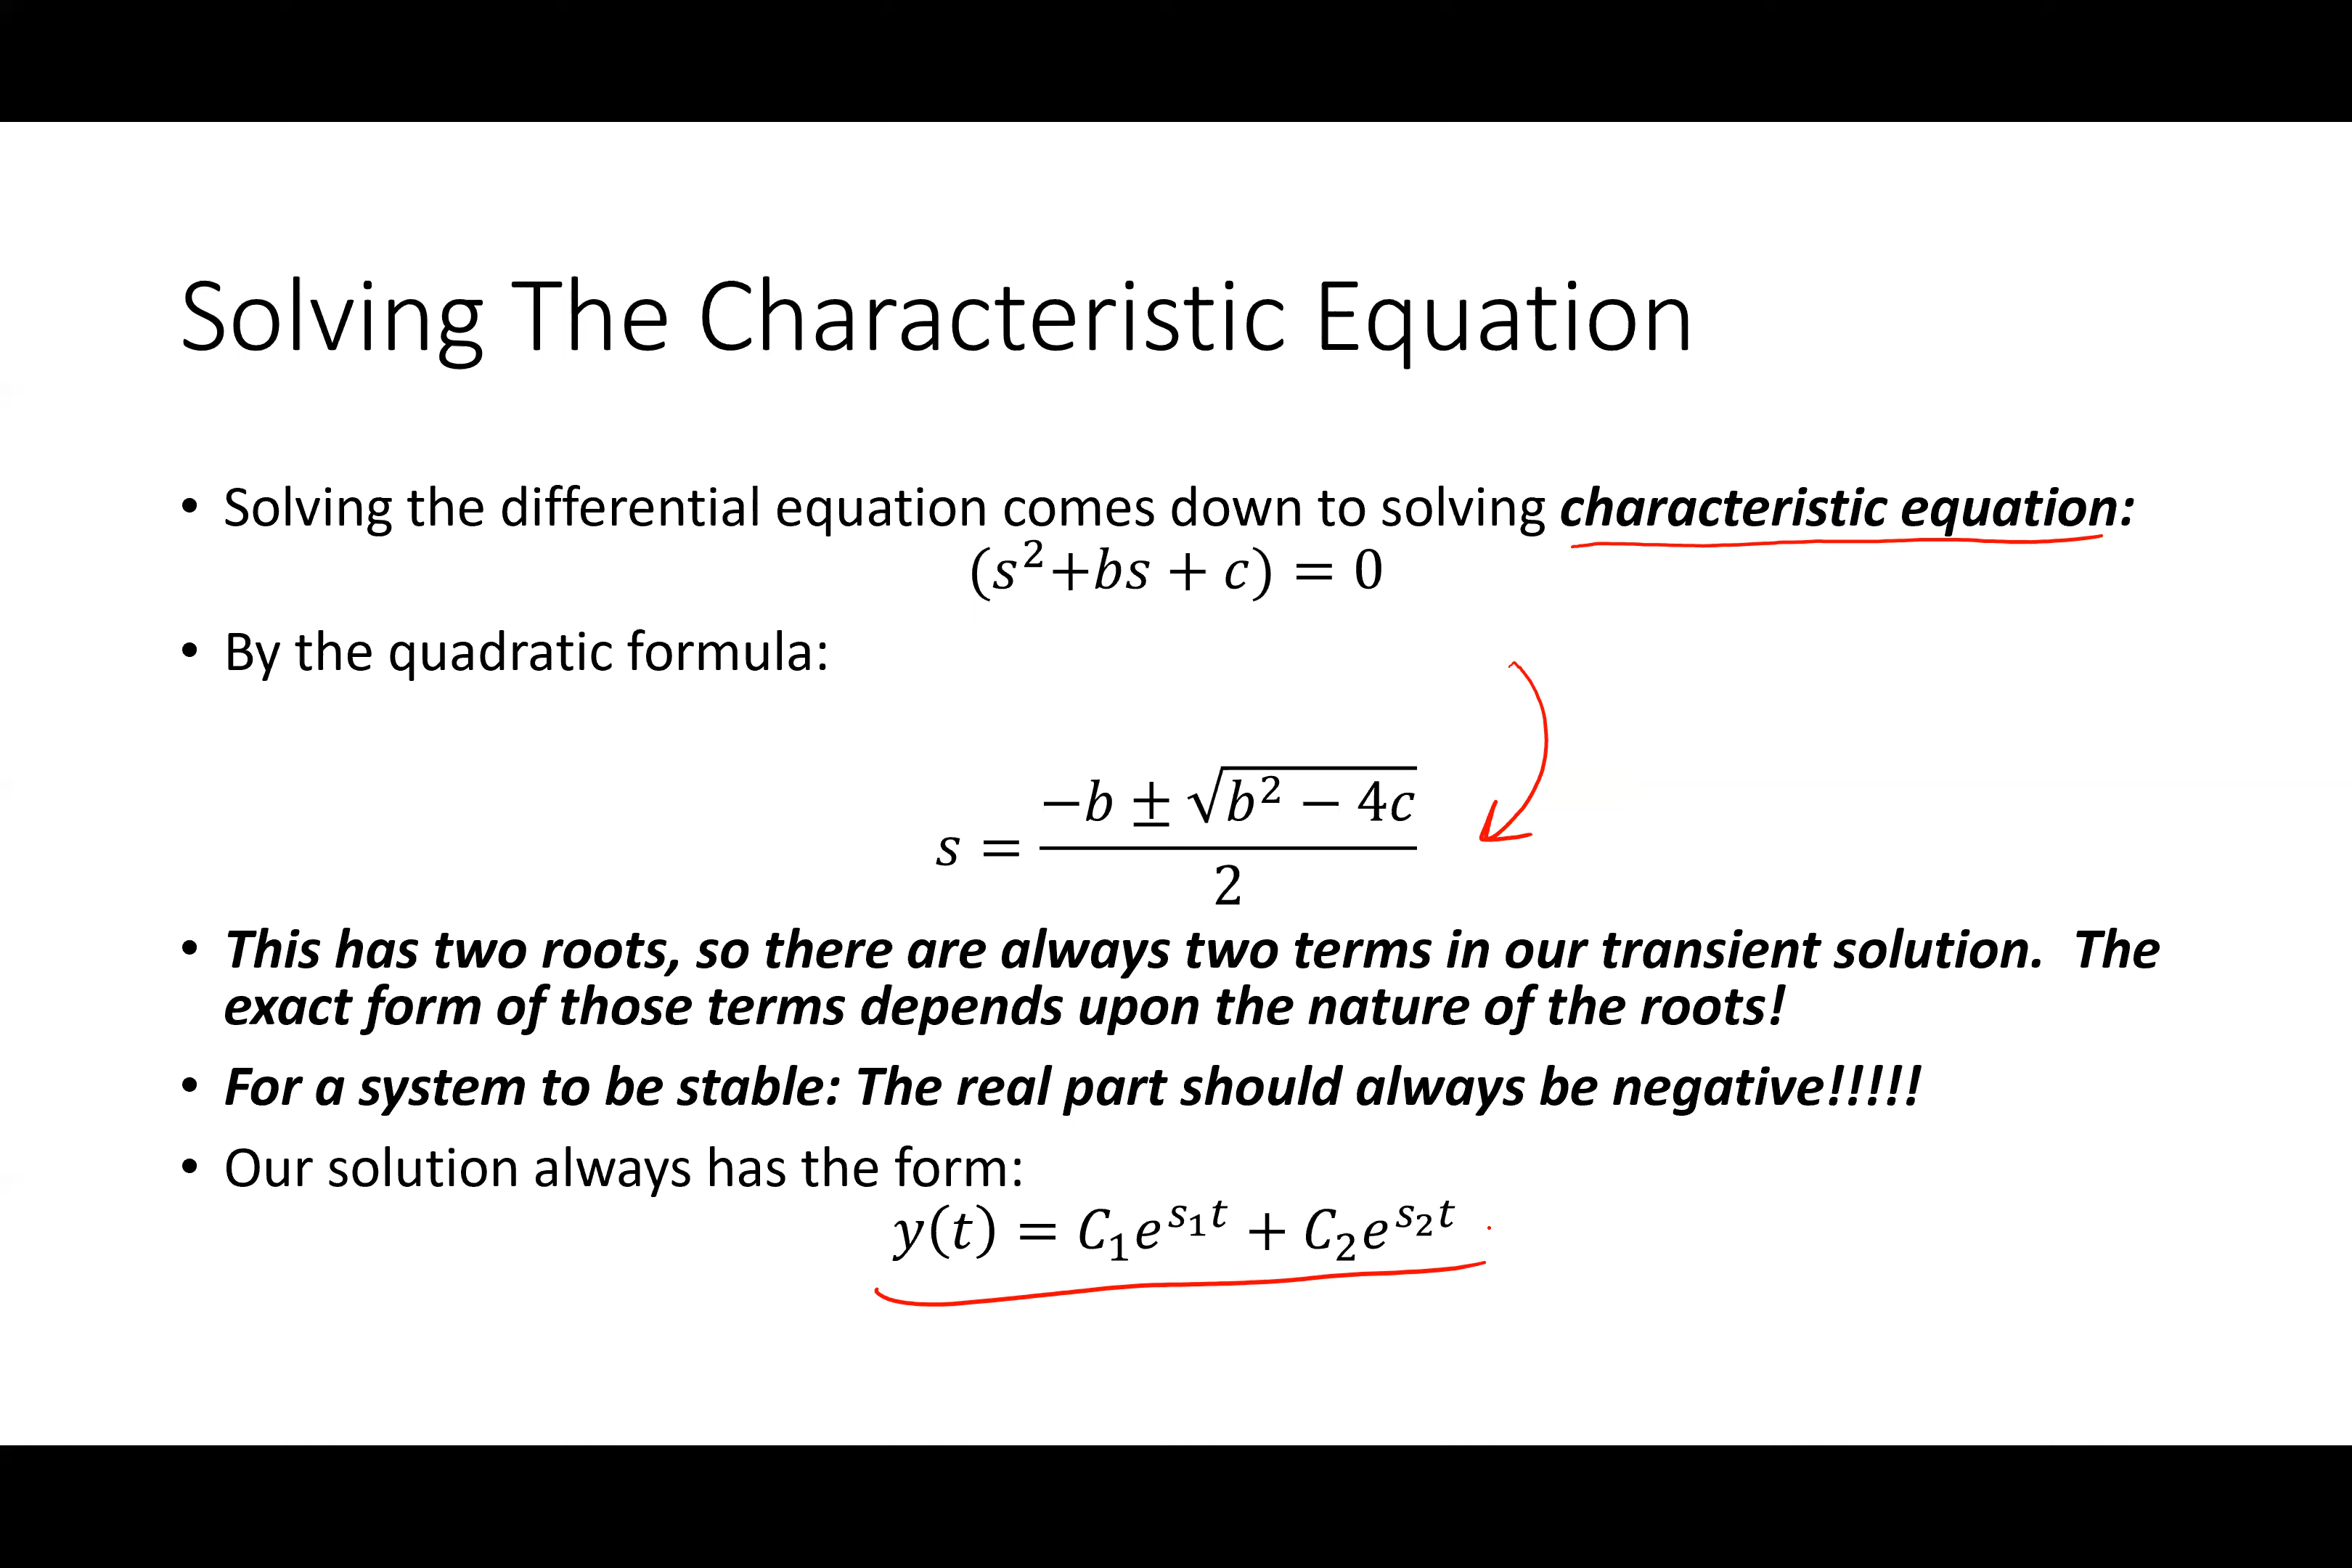 Solving The Characteristic Equation
• Solving the differential equation comes down to solving characteristic equation:
(s²+bs + c) = 0
• By the quadratic formula:
s = (−b ± √(b² − 4c)) / 2
• This has two roots, so there are always two terms in our transient solution. The
exact form of those terms depends upon the nature of the roots!
• For a system to be stable: The real part should always be negative!!!!!
• Our solution always has the form:
y(t) = C₁e^{s₁t} + C₂e^{s₂t}